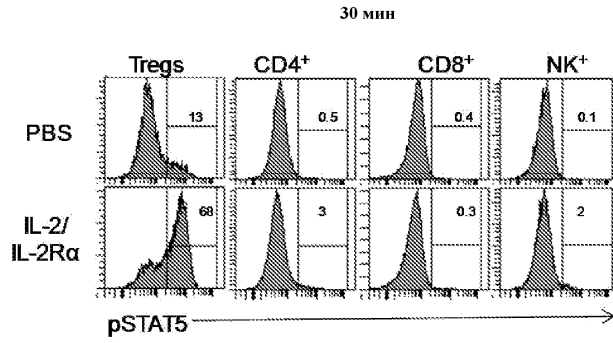 30 мин
Tregs CD4⁺ CD8⁺ NK⁺
PBS 13 0.5 0.4 0.1
IL-2/
IL-2Rα 68 3 0.3 2
pSTAT5